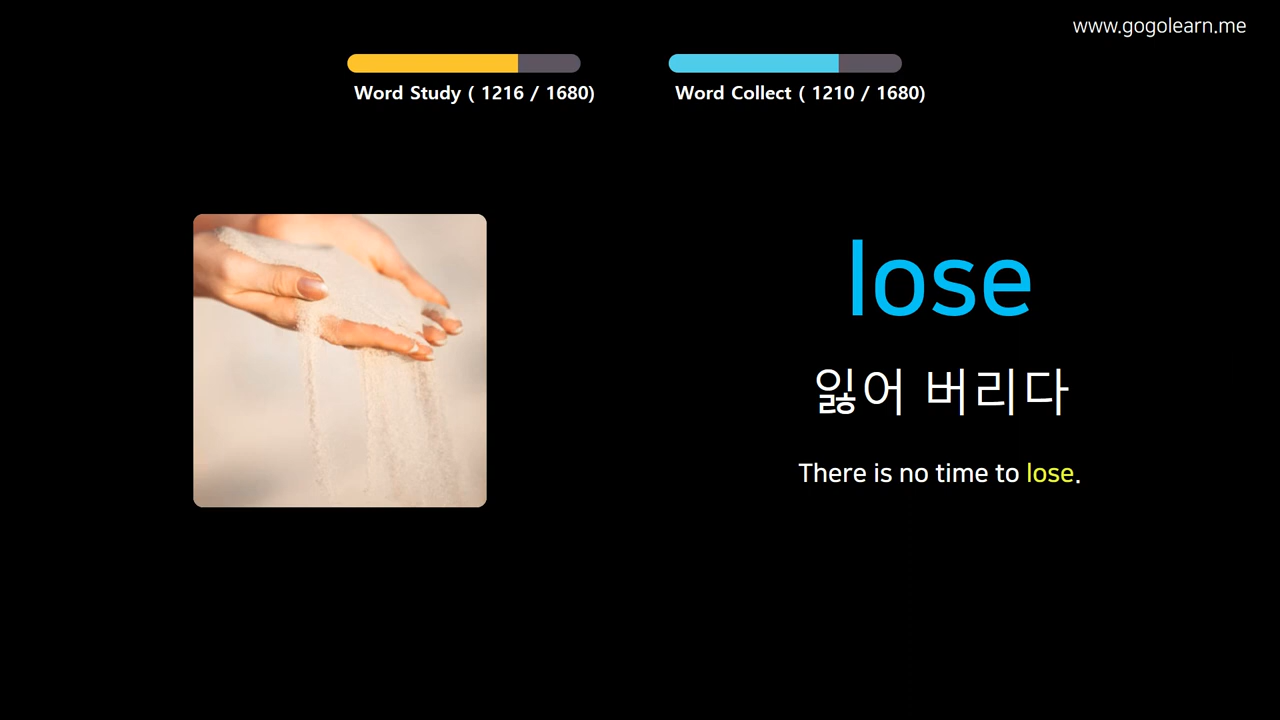 www.gogolearn.me
Word Study ( 1216 / 1680)
Word Collect ( 1210 / 1680)
lose
잃어 버리다
There is no time to lose.